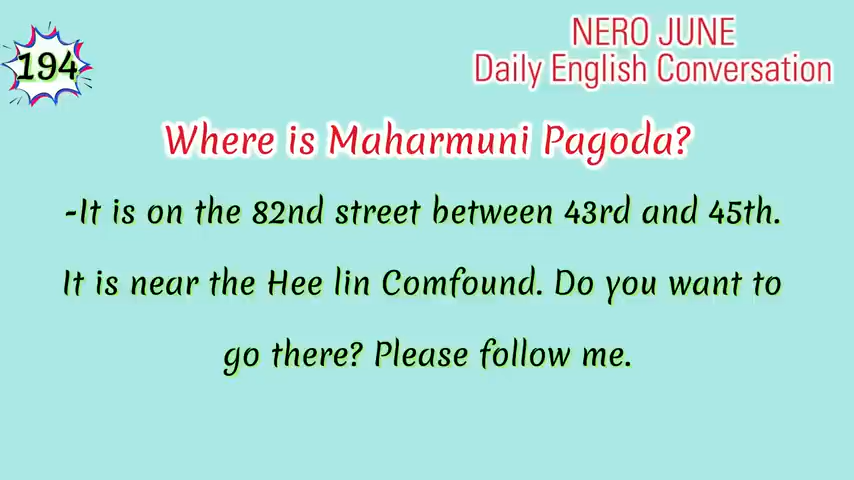 194
NERO JUNE
Daily English Conversation
Where is Maharmuni Pagoda?
-It is on the 82nd street between 43rd and 45th.
It is near the Hee lin Comfound. Do you want to
go there? Please follow me.